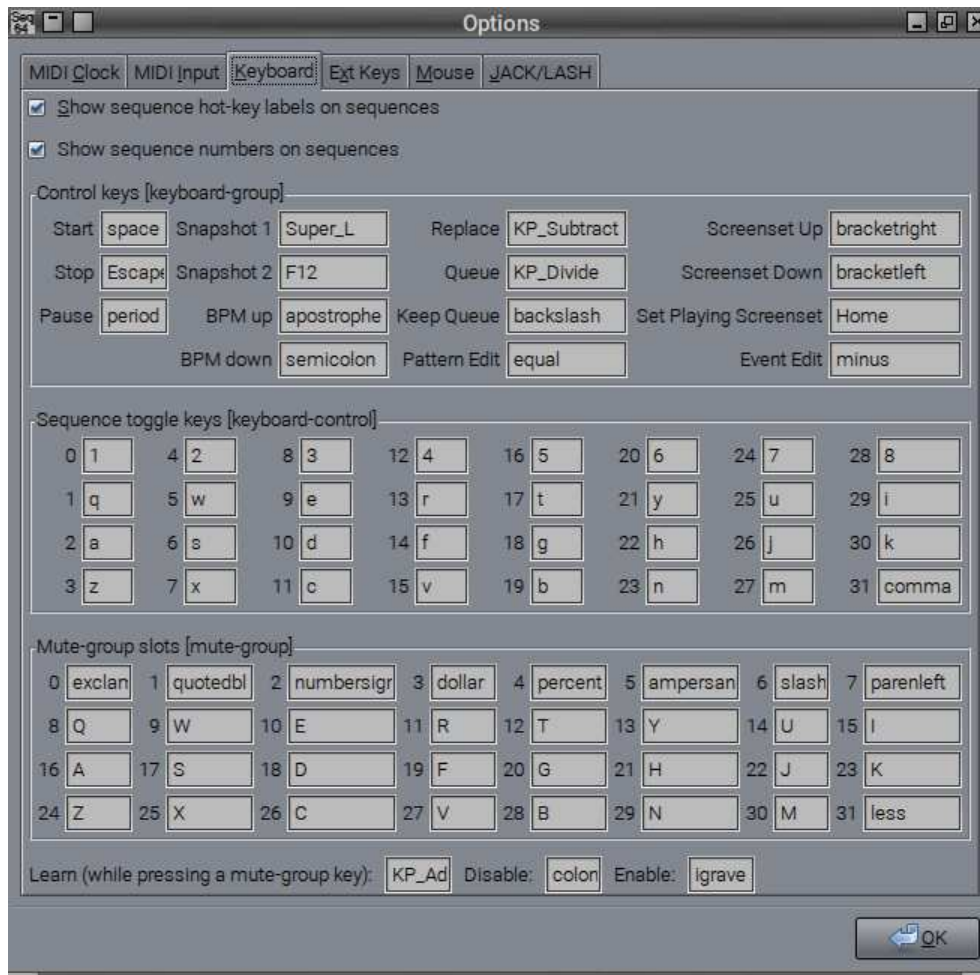 Seq 64 Options
MIDI Clock MIDI Input Keyboard Ext Keys Mouse JACK/LASH
Show sequence hot-key labels on sequences
Show sequence numbers on sequences
Control keys [keyboard-group]
Start space Snapshot 1 Super_L Replace KP_Subtract Screenset Up bracketright
Stop Escape Snapshot 2 F12 Queue KP_Divide Screenset Down bracketleft
Pause period BPM up apostrophe Keep Queue backslash Set Playing Screenset Home
BPM down semicolon Pattern Edit equal Event Edit minus
Sequence toggle keys [keyboard-control]
0 1 4 2 8 3 12 4 16 5 20 6 24 7 28 8
1 q 5 w 9 e 13 r 17 t 21 y 25 u 29 i
2 a 6 s 10 d 14 f 18 g 22 h 26 j 30 k
3 z 7 x 11 c 15 v 19 b 23 n 27 m 31 comma
Mute-group slots [mute-group]
0 exclam 1 quotedbl 2 numbersigr 3 dollar 4 percent 5 ampersan 6 slash 7 parenleft
8 Q 9 W 10 E 11 R 12 T 13 Y 14 U 15 I
16 A 17 S 18 D 19 F 20 G 21 H 22 J 23 K
24 Z 25 X 26 C 27 V 28 B 29 N 30 M 31 less
Learn (while pressing a mute-group key): KP_Ad Disable: colon Enable: igrave
OK